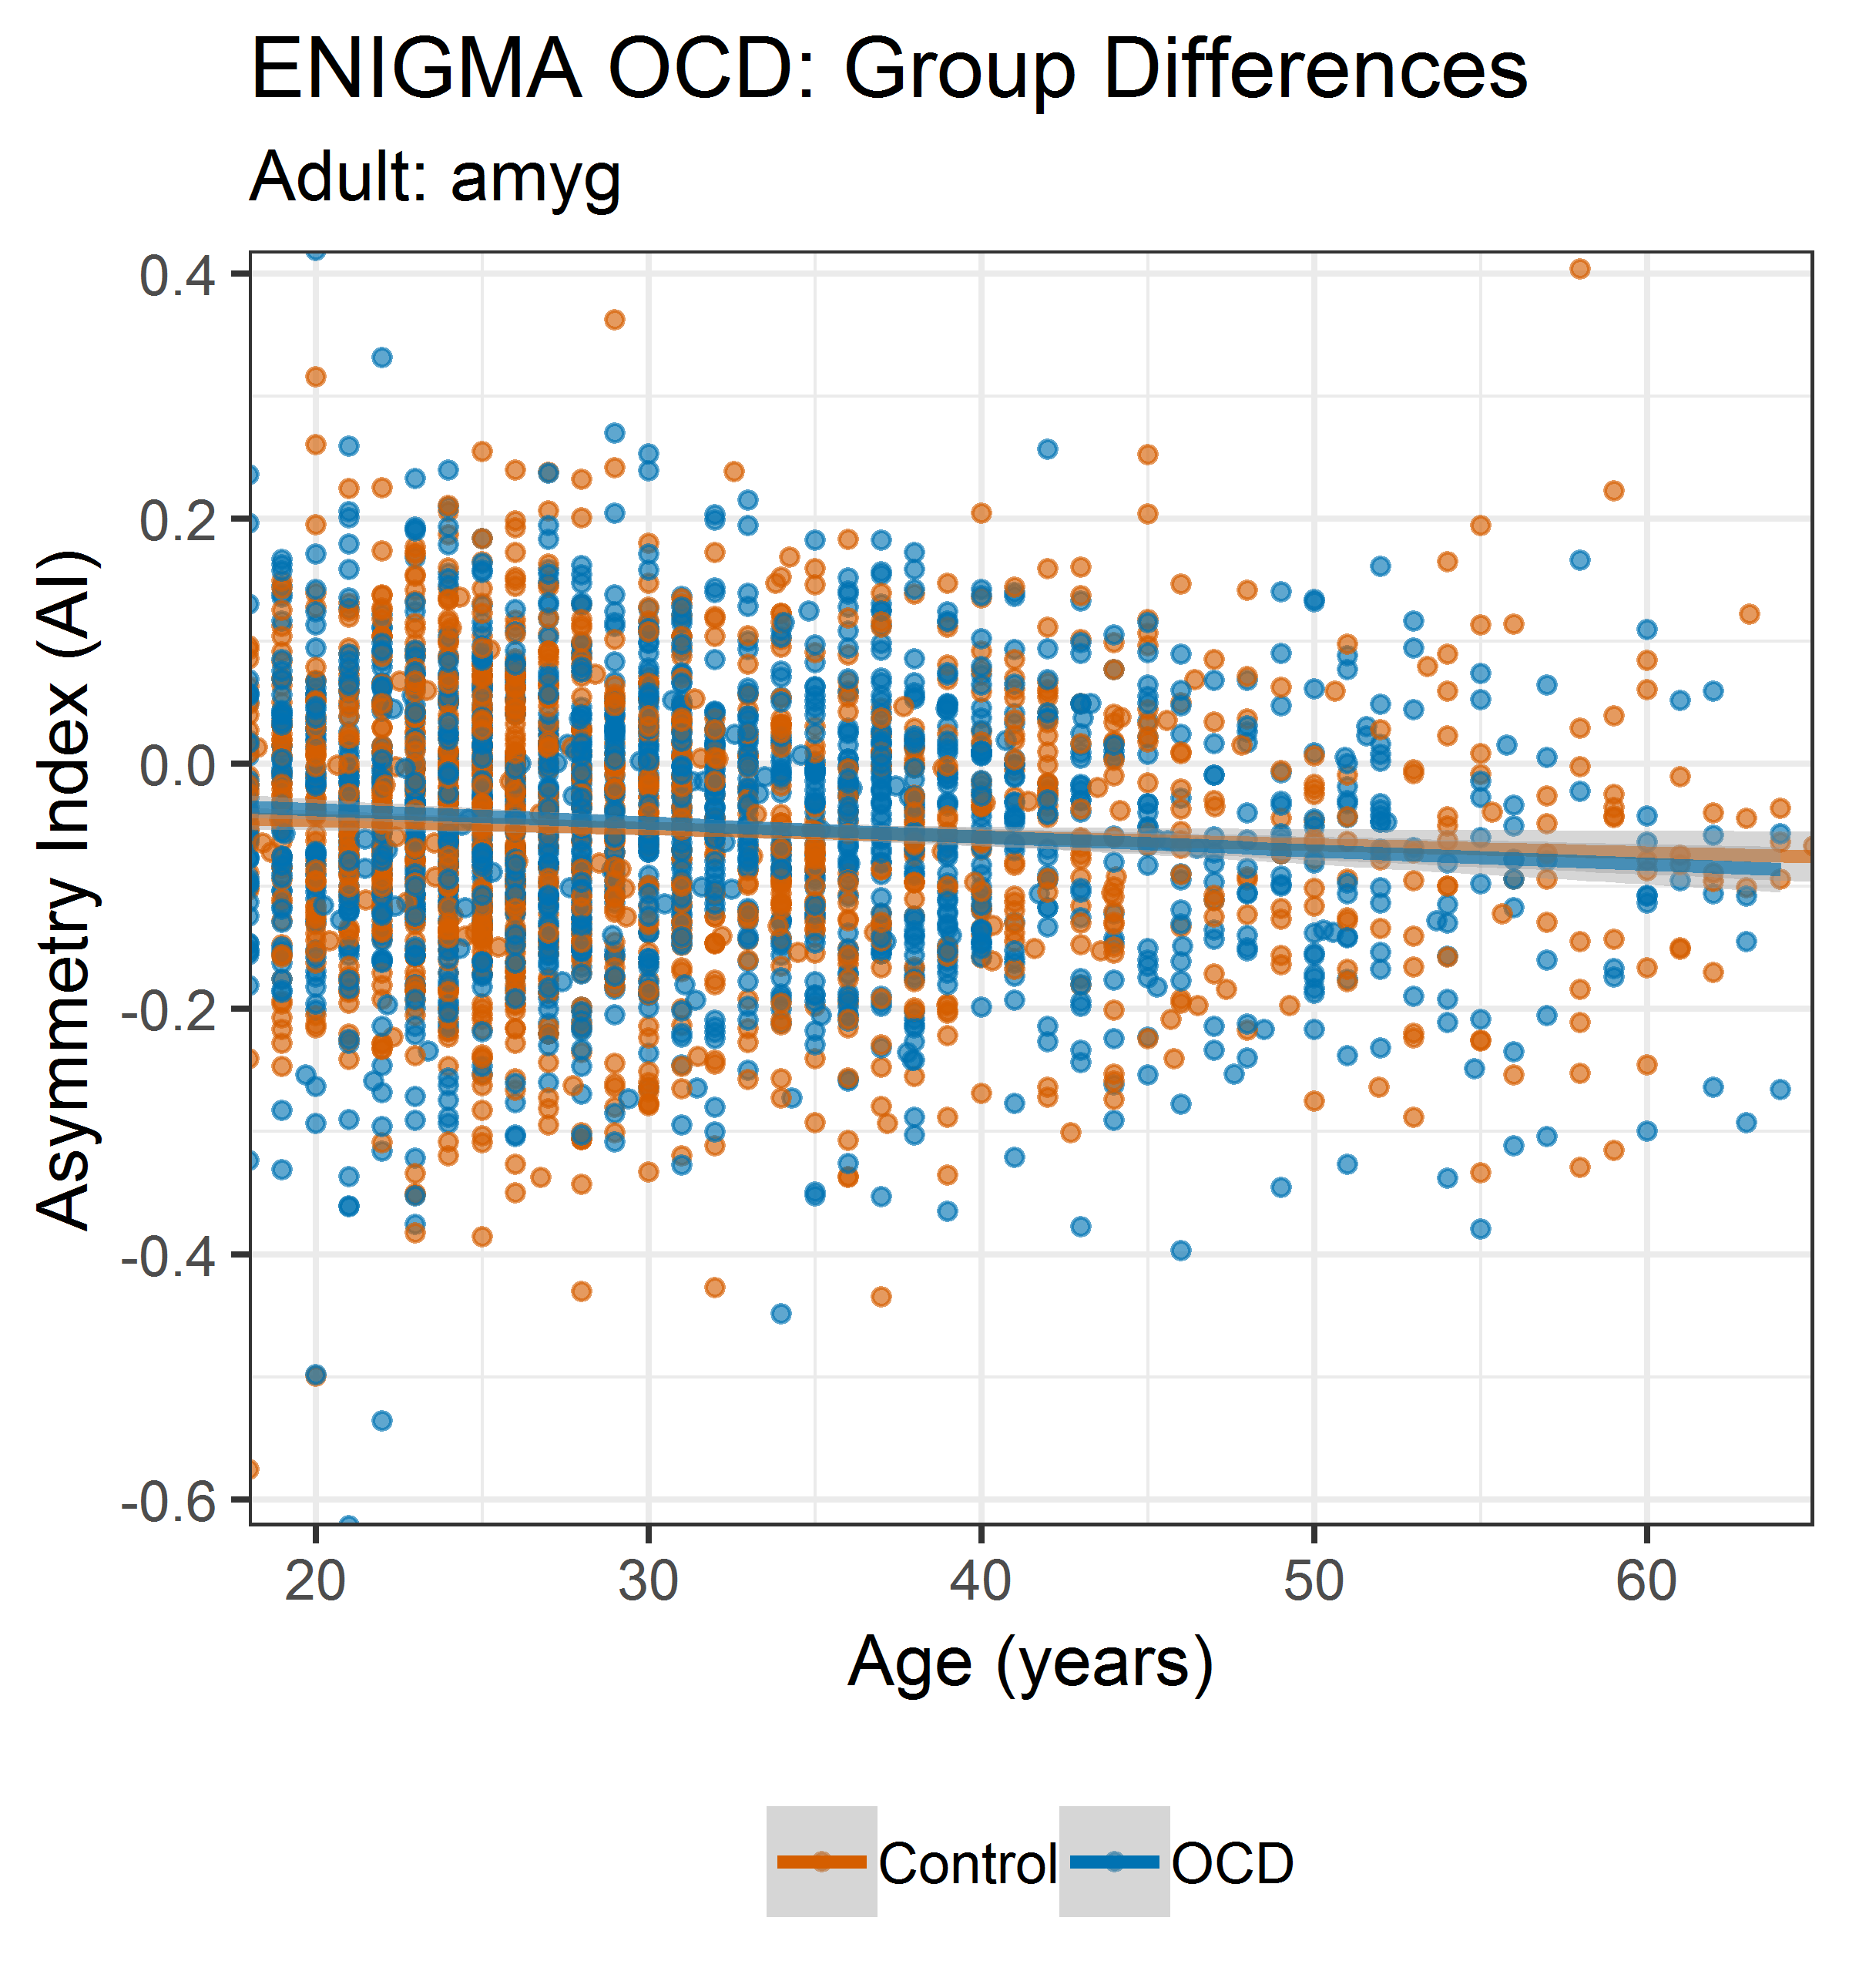 ENIGMA OCD: Group Differences
Adult: amyg
Asymmetry Index (AI)
0.4
0.2
0.0
-0.2
-0.4
-0.6
20 30 40 50 60
Age (years)
Control OCD